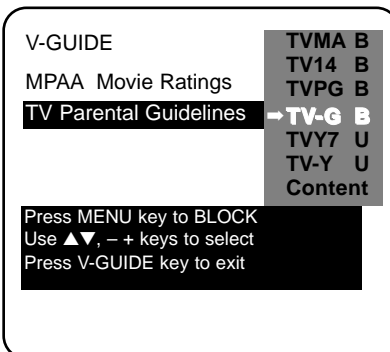 V-GUIDE
MPAA Movie Ratings
TV Parental Guidelines
TVMA B
TV14 B
TVPG B
➡TV-G B
TVY7 U
TV-Y U
Content
Press MENU key to BLOCK
Use ▲▼, – + keys to select
Press V-GUIDE key to exit